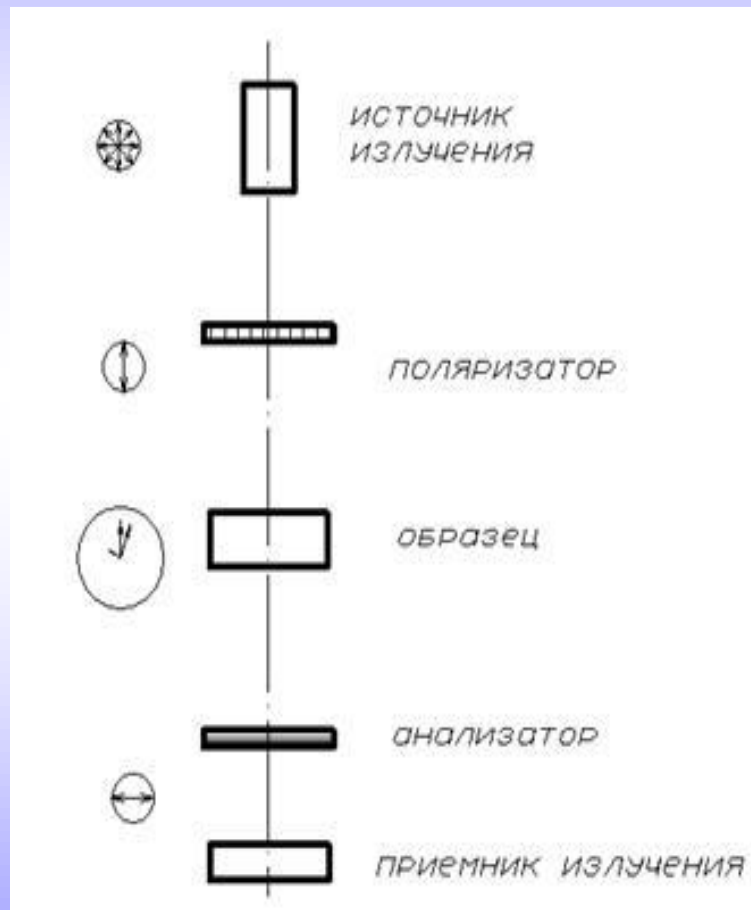 источник
излучения
поляризатор
образец
анализатор
приемник излучения